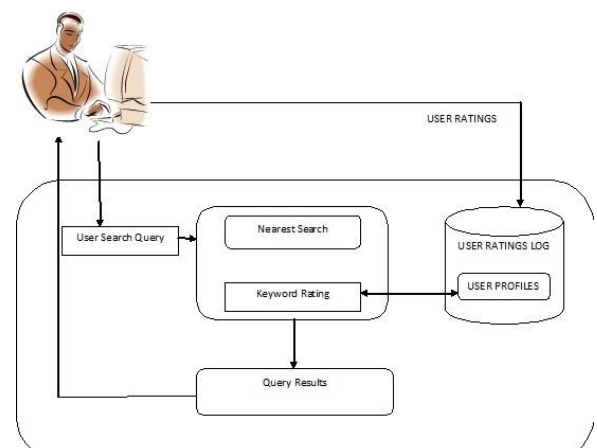 USER RATINGS
User Search Query
Nearest Search
USER RATINGS LOG
Keyword Rating
USER PROFILES
Query Results